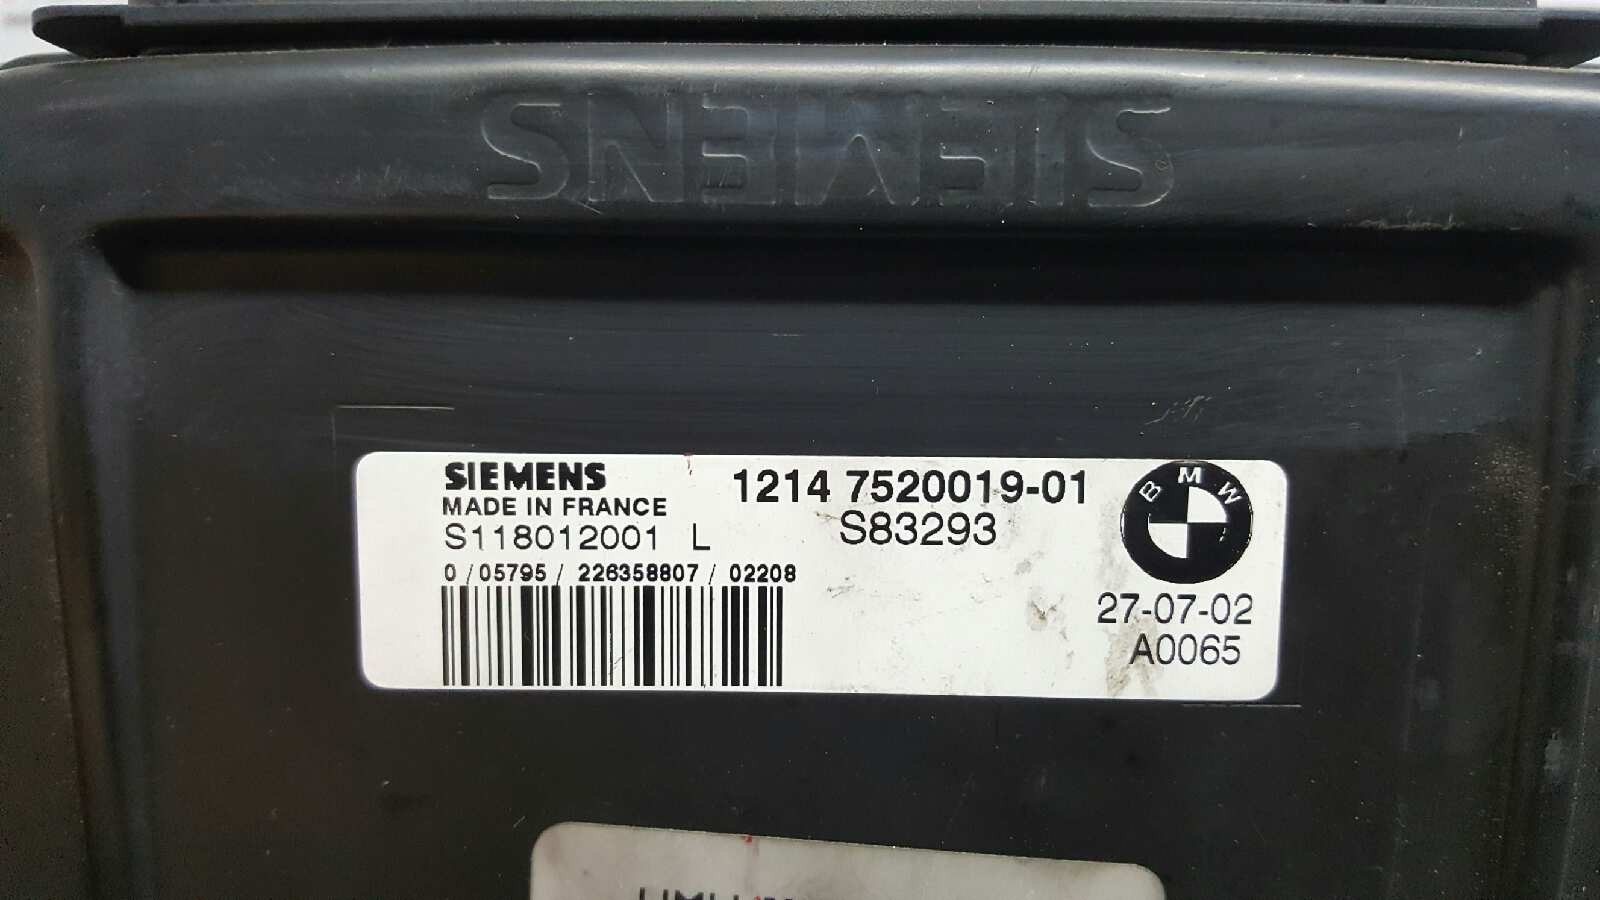 SIEMENS
SIEMENS
MADE IN FRANCE
S118012001 L
0 / 05795 / 226358807 / 02208
1214 7520019-01
S83293
BMW
27-07-02
A0065